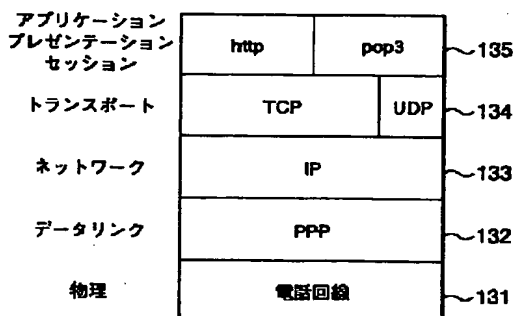 アプリケーション
プレゼンテーション
セッション
http
pop3
135
トランスポート
TCP
UDP
134
ネットワーク
IP
133
データリンク
PPP
132
物理
電話回線
131